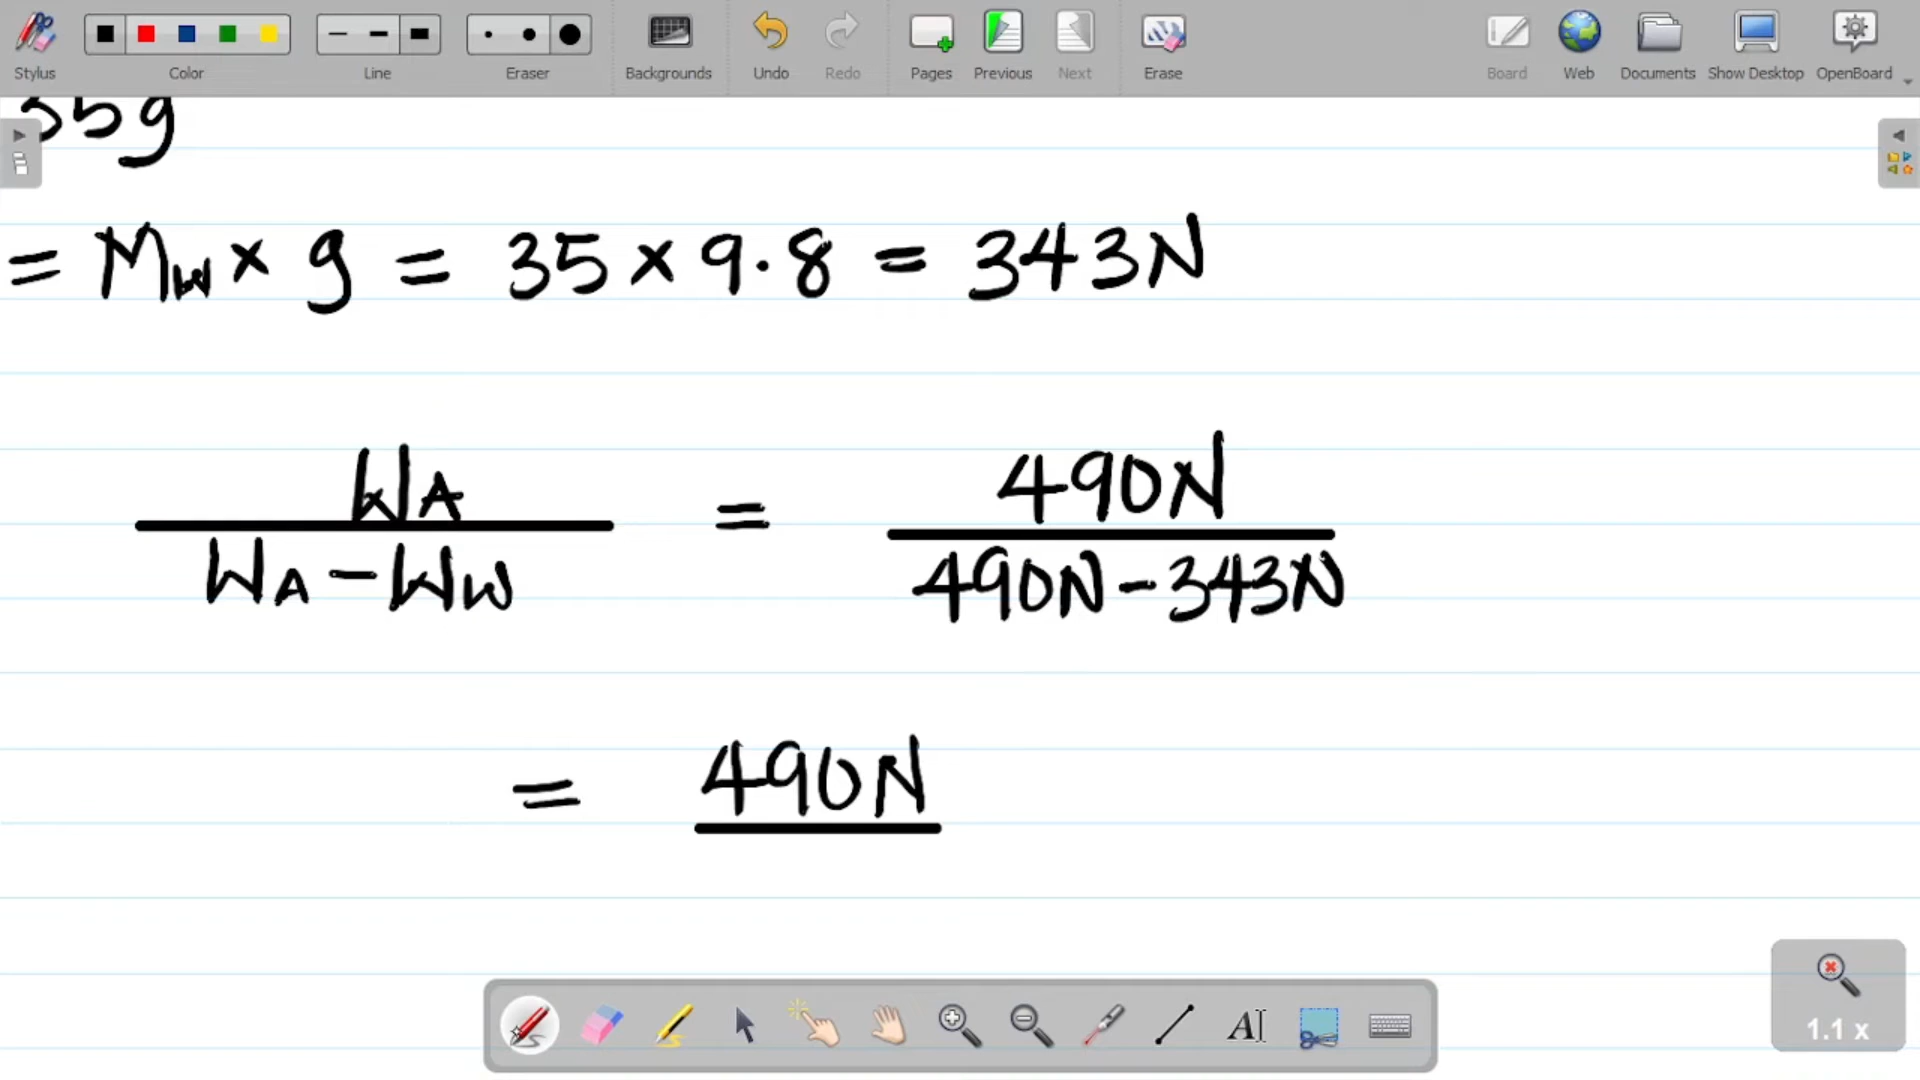 Stylus Color Line Eraser Backgrounds Undo Redo Pages Previous Next Erase Board Web Documents Show Desktop OpenBoard
35g
= Mw × g = 35 × 9.8 = 343N
WA / WA - WW = 490N / 490N - 343N
= 490N
1.1 x